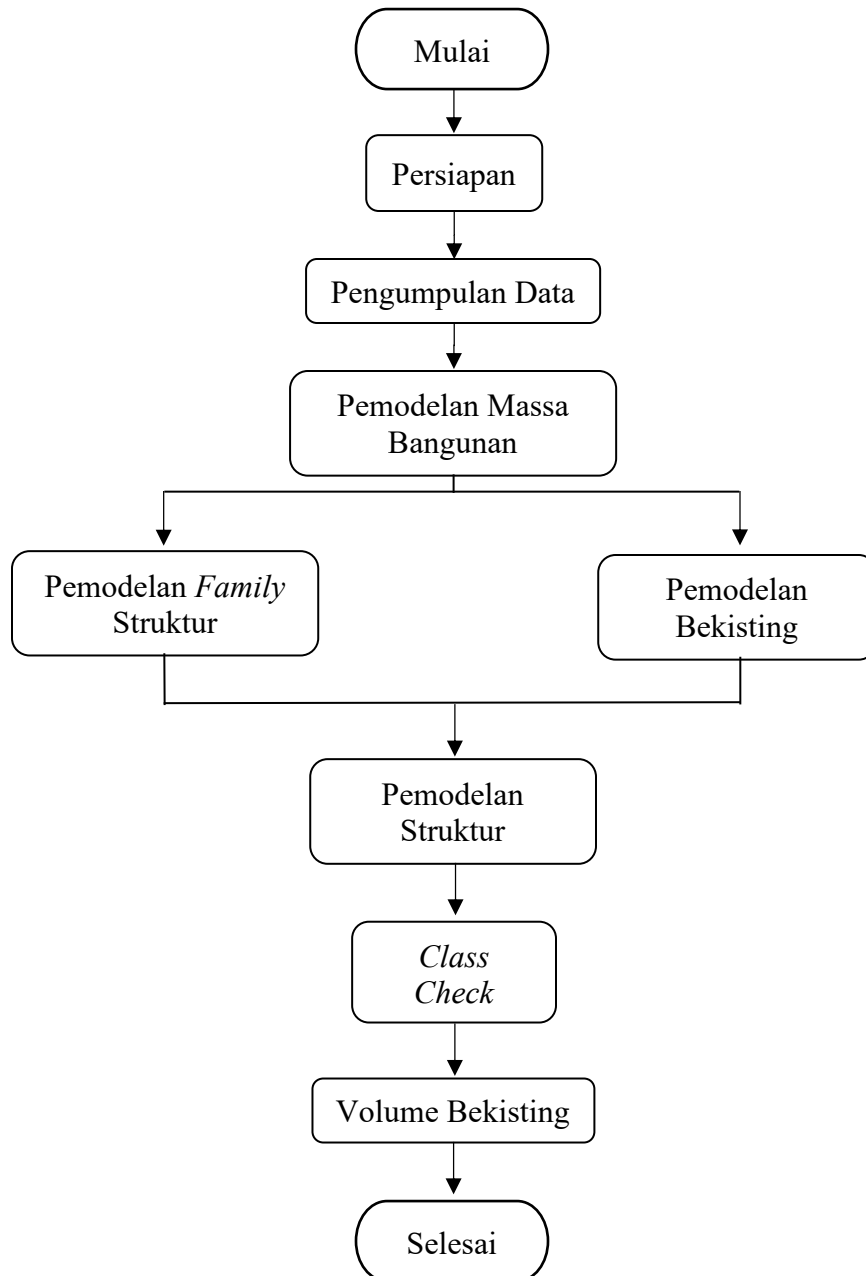 Mulai
Persiapan
Pengumpulan Data
Pemodelan Massa
Bangunan
Pemodelan Family
Struktur
Pemodelan
Bekisting
Pemodelan
Struktur
Class
Check
Volume Bekisting
Selesai